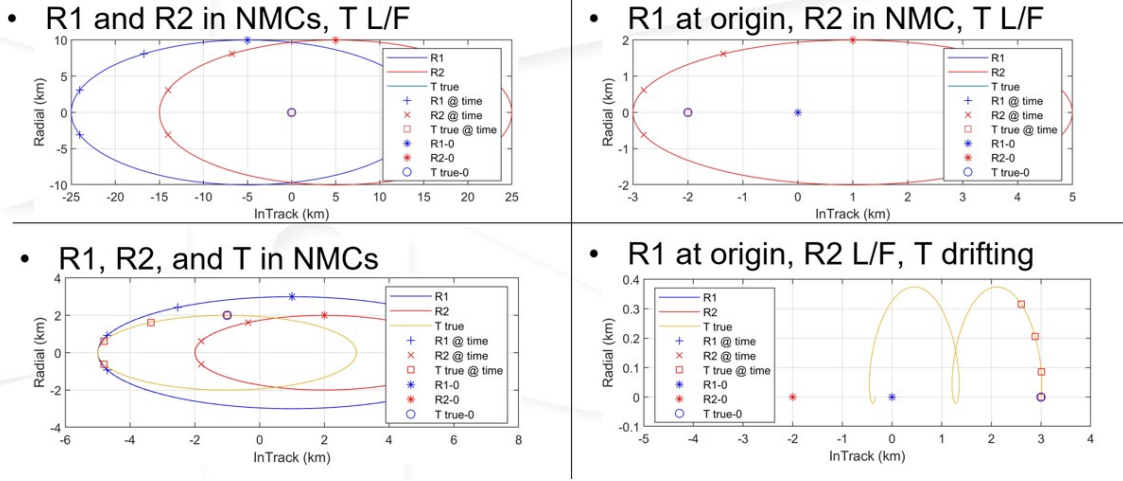 • R1 and R2 in NMCs, T L/F
10
5
0
-5
-10
Radial (km)
-25 -20 -15 -10 -5 0 5 10 15 20 25
InTrack (km)
R1
R2
T true
R1 @ time
R2 @ time
T true @ time
R1-0
R2-0
T true-0
• R1 at origin, R2 in NMC, T L/F
2
1
0
-1
-2
Radial (km)
-3 -2 -1 0 1 2 3 4 5
InTrack (km)
R1
R2
T true
R1 @ time
R2 @ time
T true @ time
R1-0
R2-0
T true-0
• R1, R2, and T in NMCs
4
2
0
-2
-4
Radial (km)
-6 -4 -2 0 2 4 6 8
InTrack (km)
R1
R2
T true
R1 @ time
R2 @ time
T true @ time
R1-0
R2-0
T true-0
• R1 at origin, R2 L/F, T drifting
0.4
0.3
0.2
0.1
0
-0.1
Radial (km)
-5 -4 -3 -2 -1 0 1 2 3 4
InTrack (km)
R1
R2
T true
R1 @ time
R2 @ time
T true @ time
R1-0
R2-0
T true-0